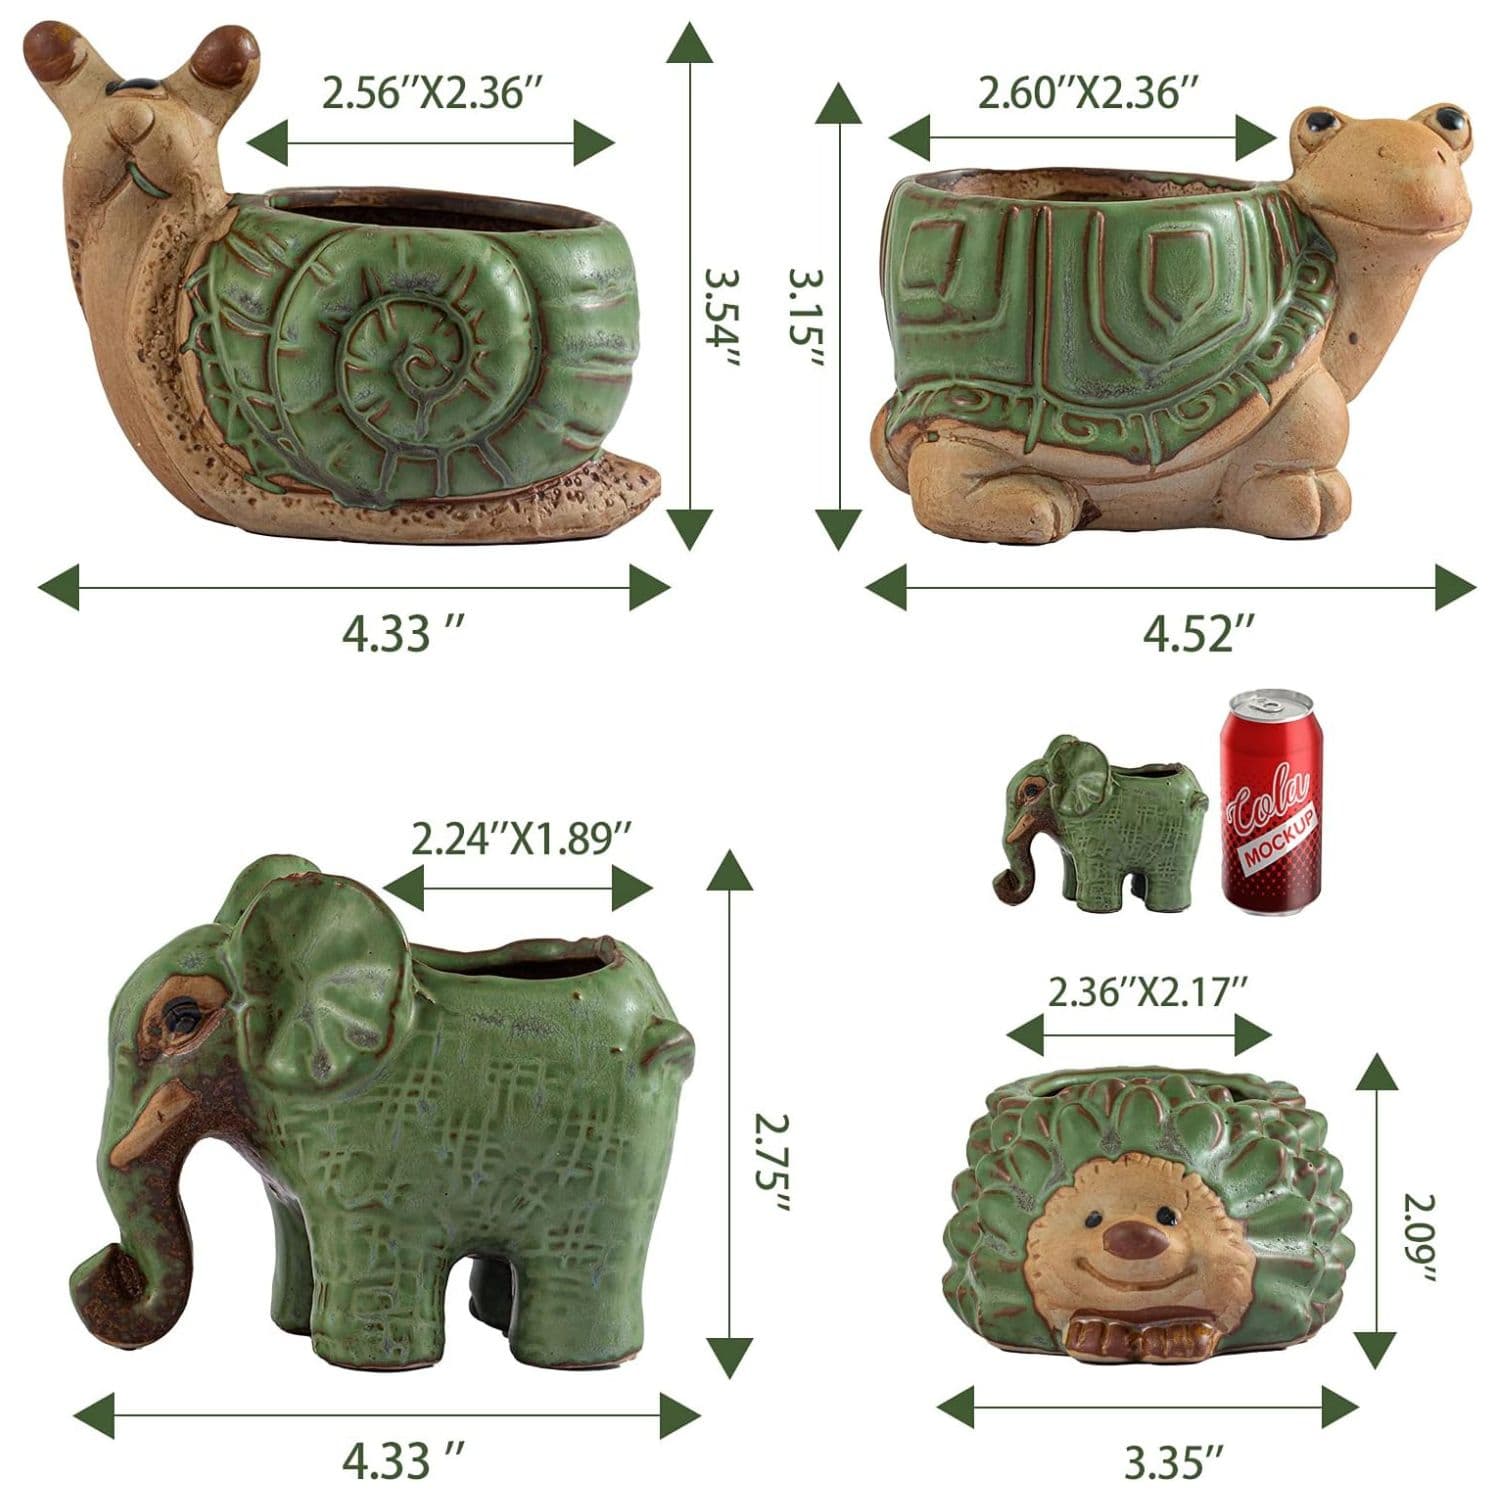 2.56"X2.36"
3.54"
4.33 "
2.60"X2.36"
3.15"
4.52"
2.24"X1.89"
2.75"
4.33 "
Cola
MOCKUP
2.36"X2.17"
2.09"
3.35"